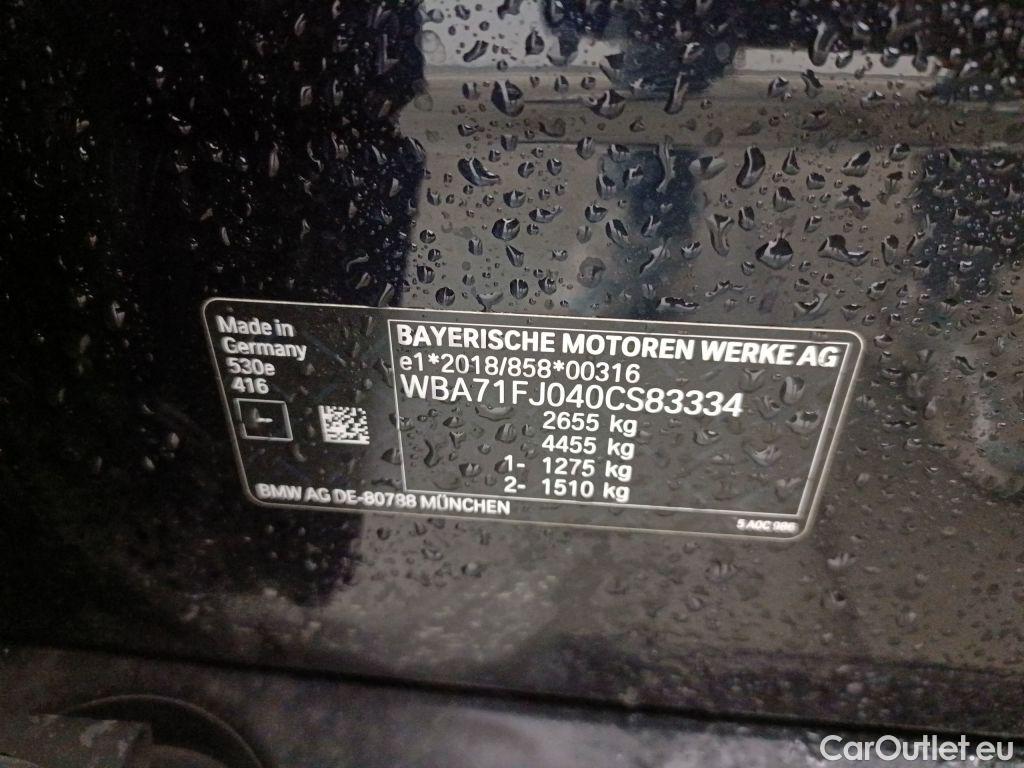 Made in
Germany
530e
416
BAYERISCHE MOTOREN WERKE AG
e1*2018/858*00316
WBA71FJ040CS83334
2655 kg
4455 kg
1- 1275 kg
2- 1510 kg
BMW AG DE-80788 MÜNCHEN
5 A0C 986
CarOutlet.eu